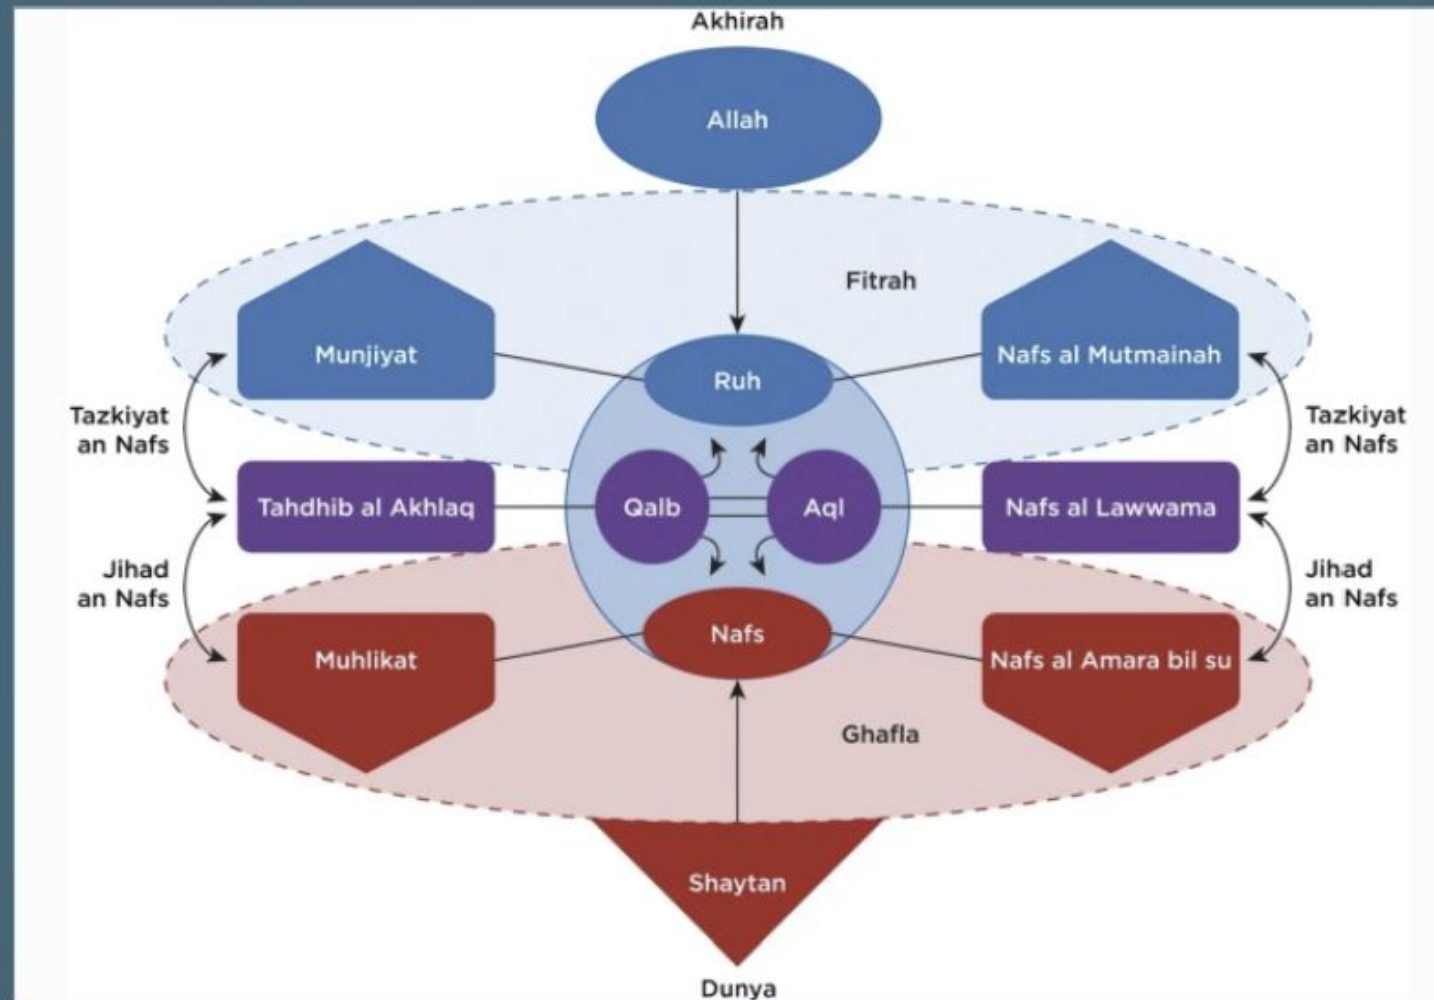 Akhirah
Allah
Fitrah
Munjiyat
Nafs al Mutmainah
Ruh
Tazkiyat
an Nafs
Tazkiyat
an Nafs
Tahdhib al Akhlaq
Qalb
Aql
Nafs al Lawwama
Jihad
an Nafs
Jihad
an Nafs
Nafs
Muhlikat
Nafs al Amara bil su
Ghafla
Shaytan
Dunya